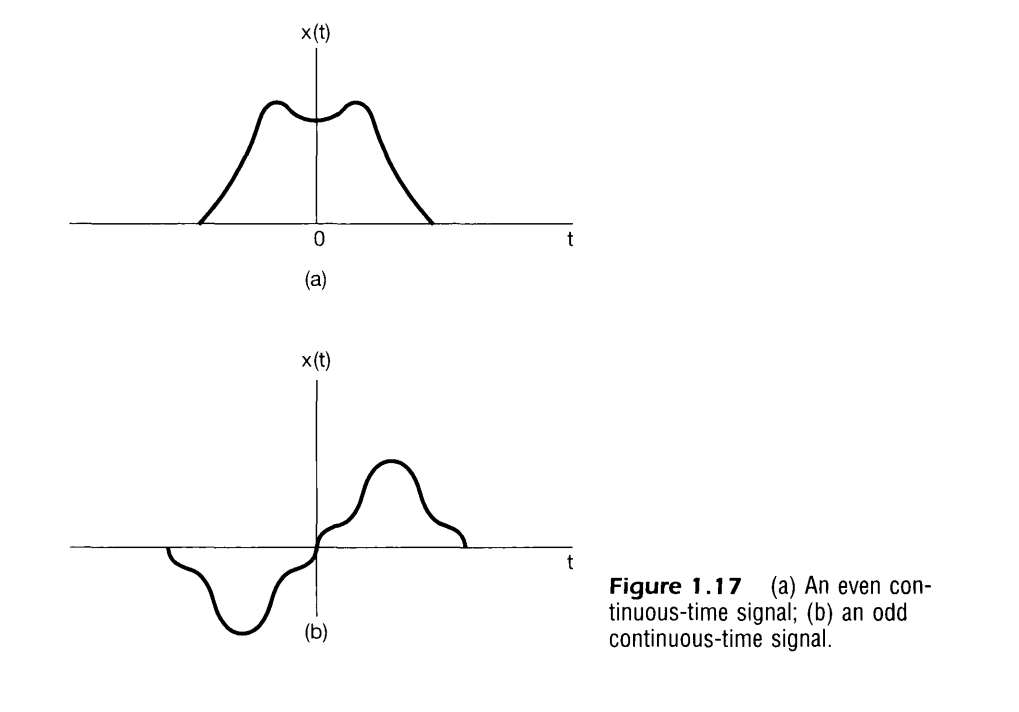 x(t)
0
t
(a)
x(t)
t
(b)
Figure 1.17 (a) An even con-
tinuous-time signal; (b) an odd
continuous-time signal.